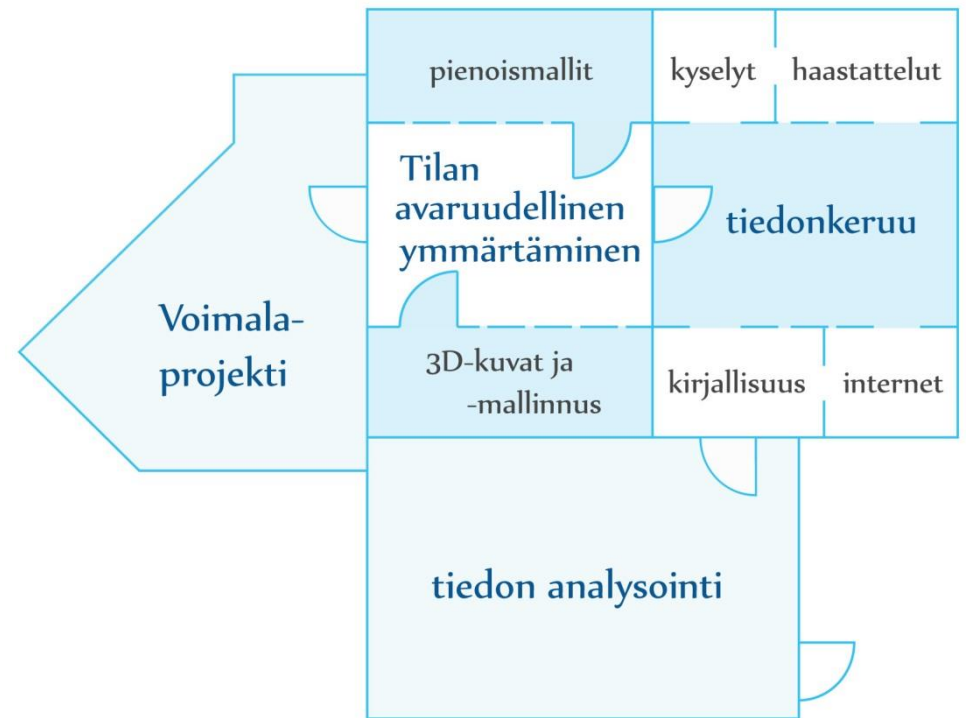 pienoismallit
kyselyt
haastattelut
Tilan
avaruudellinen
ymmärtäminen
tiedonkeruu
Voimala-
projekti
3D-kuvat ja
-mallinnus
kirjallisuus
internet
tiedon analysointi